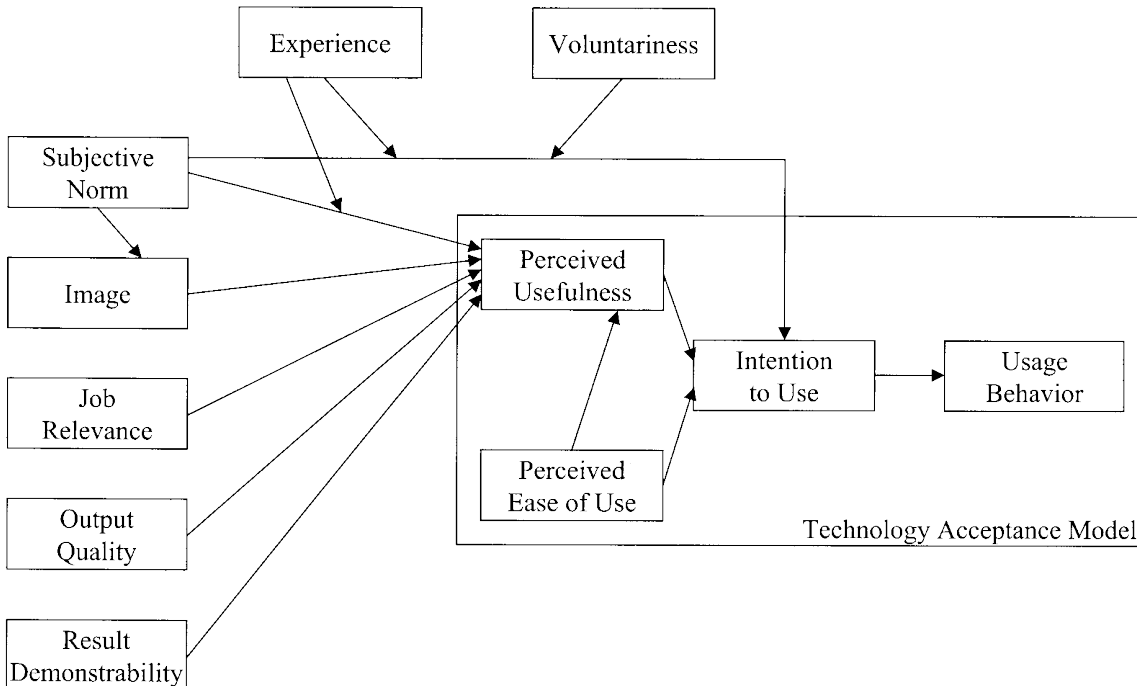 Experience
Voluntariness
Subjective
Norm
Image
Perceived
Usefulness
Job
Relevance
Intention
to Use
Usage
Behavior
Perceived
Ease of Use
Output
Quality
Technology Acceptance Model
Result
Demonstrability